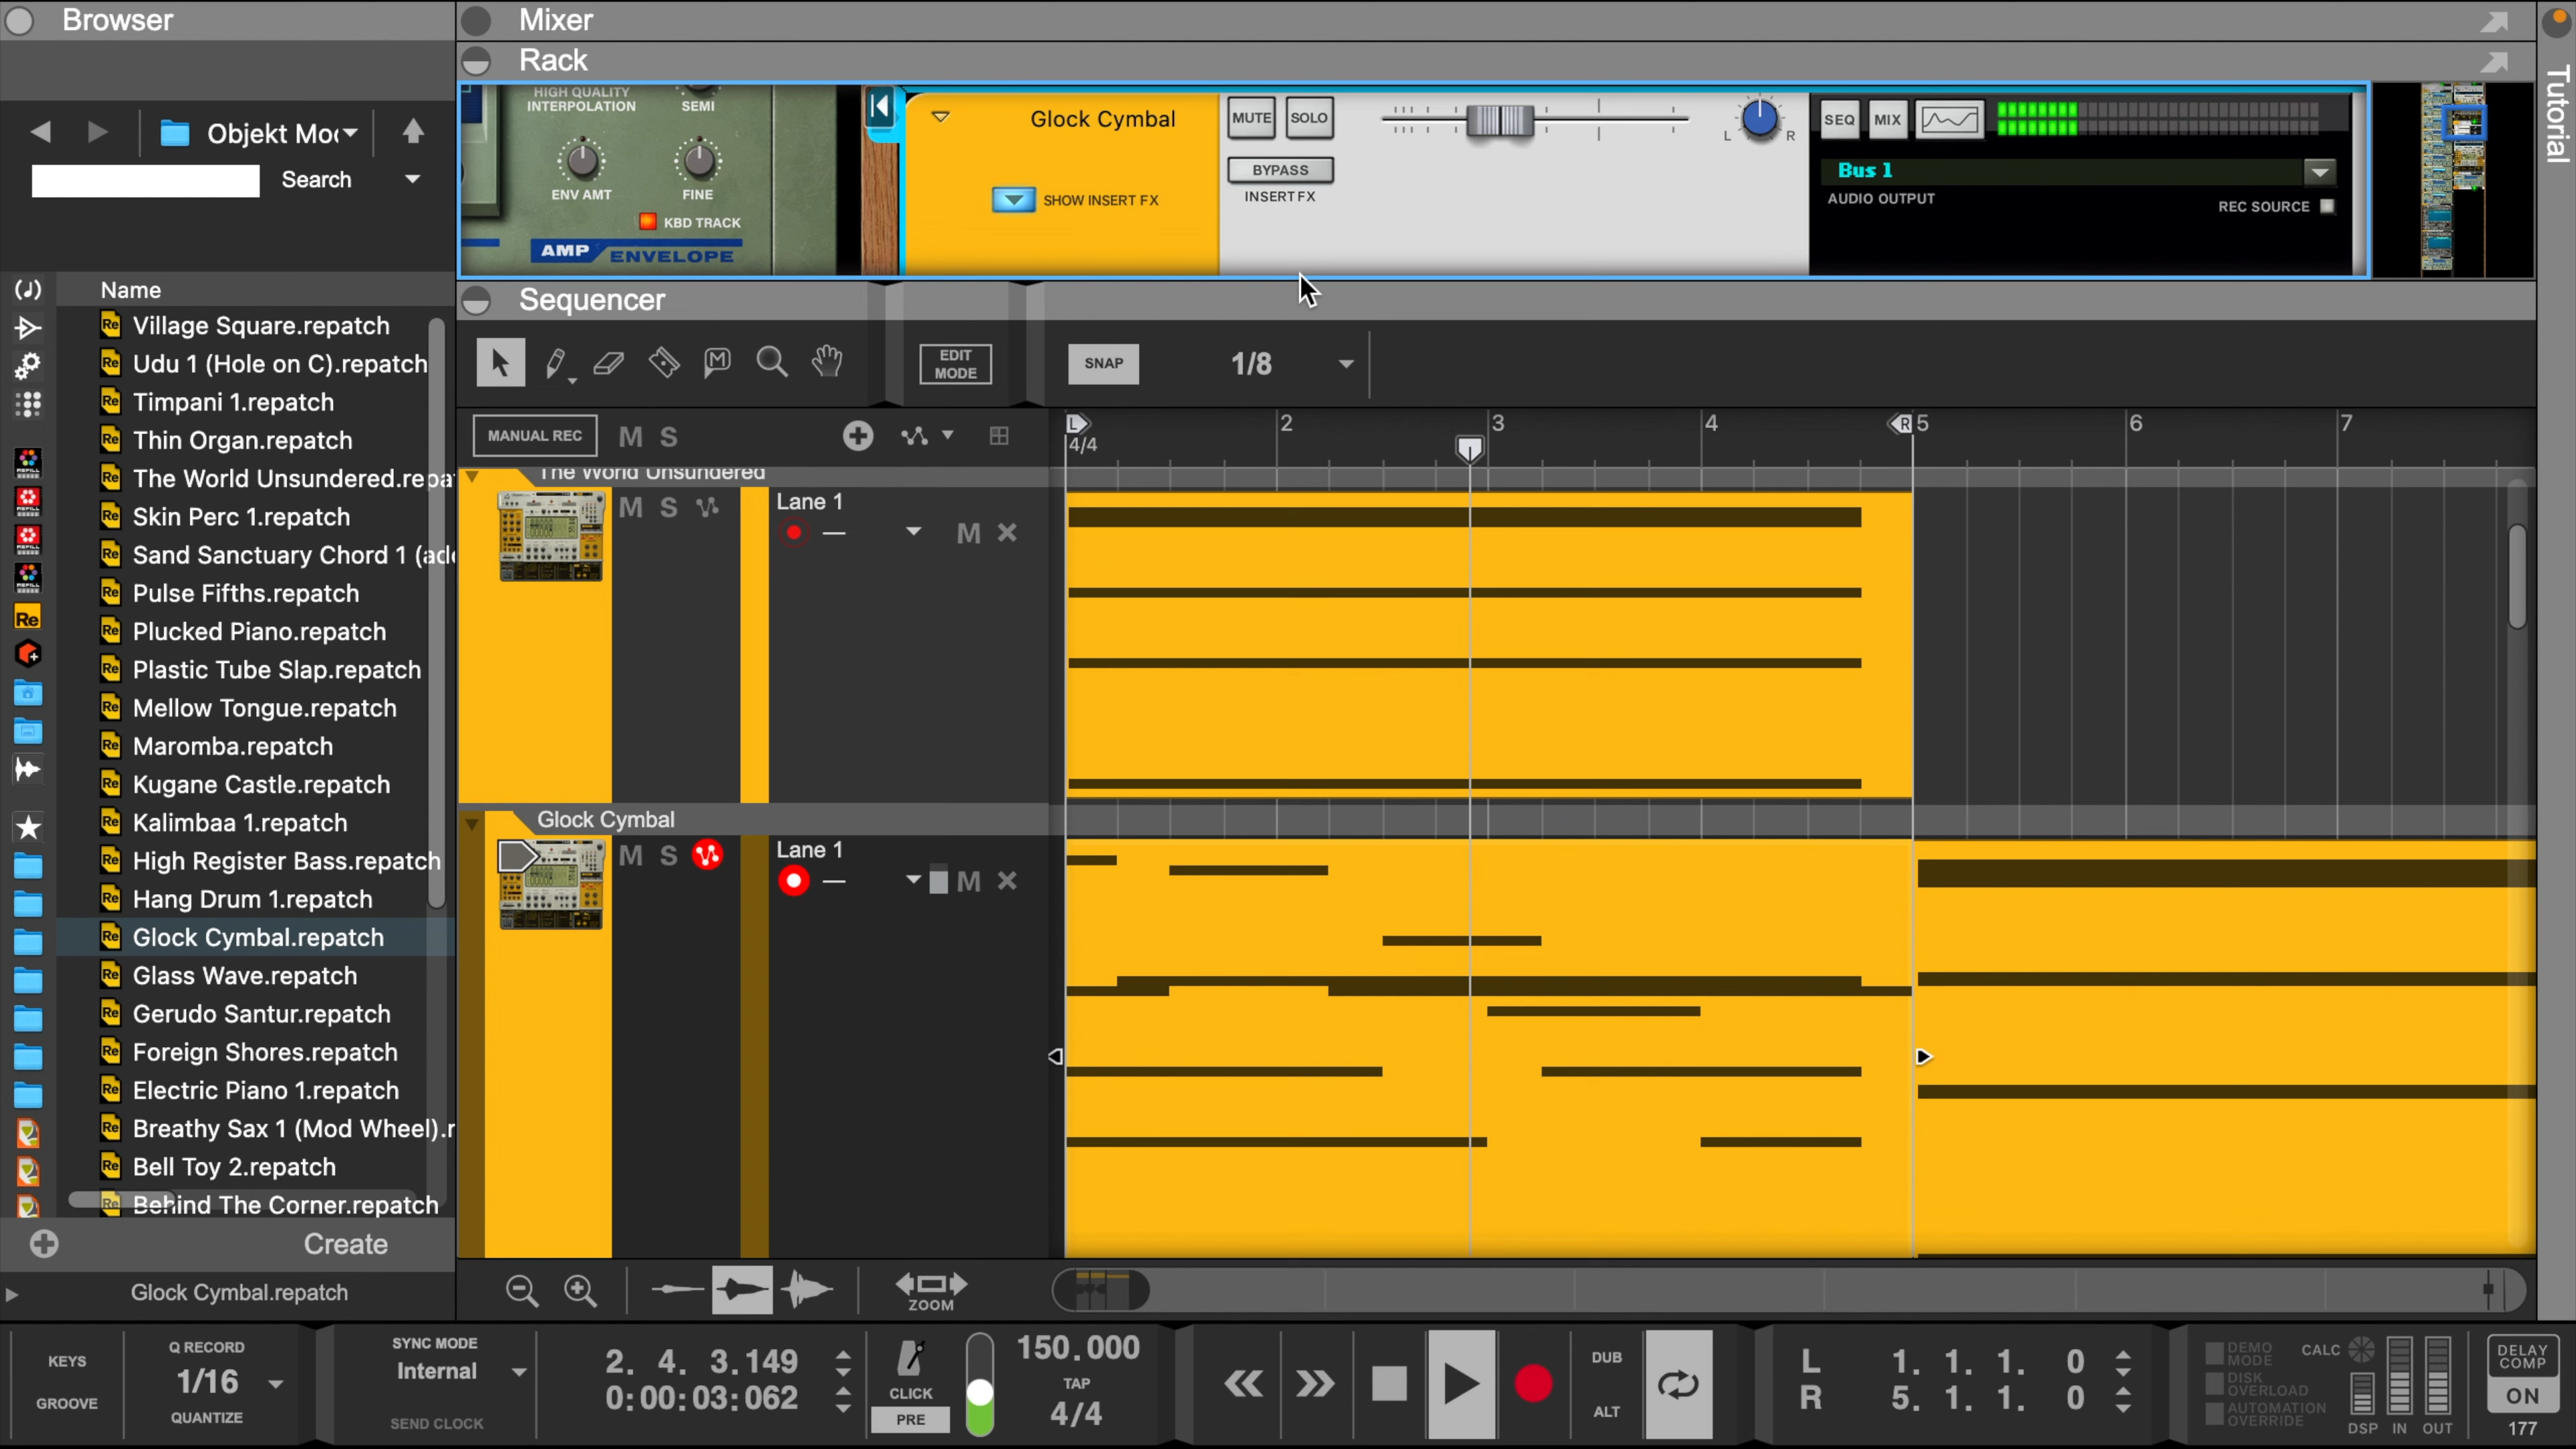 Browser
Objekt Mo
Search
Name
Village Square.repatch
Udu 1 (Hole on C).repatch
Timpani 1.repatch
Thin Organ.repatch
The World Unsundered.repa
Skin Perc 1.repatch
Sand Sanctuary Chord 1 (ad
Pulse Fifths.repatch
Plucked Piano.repatch
Plastic Tube Slap.repatch
Mellow Tongue.repatch
Maromba.repatch
Kugane Castle.repatch
Kalimbaa 1.repatch
High Register Bass.repatch
Hang Drum 1.repatch
Glock Cymbal.repatch
Glass Wave.repatch
Gerudo Santur.repatch
Foreign Shores.repatch
Electric Piano 1.repatch
Breathy Sax 1 (Mod Wheel).r
Bell Toy 2.repatch
Behind The Corner.repatch
Create
Glock Cymbal.repatch
Mixer
Rack
HIGH QUALITY
INTERPOLATION
SEMI
ENV AMT
FINE
KBD TRACK
AMP ENVELOPE
Glock Cymbal
SHOW INSERT FX
MUTE SOLO
BYPASS
INSERT FX
L R
SEQ MIX
Bus 1
AUDIO OUTPUT
REC SOURCE
Tutorial
Sequencer
EDIT
MODE
SNAP
1/8
MANUAL REC M S
L 2 3 4 R 5 6 7
4/4
The World Unsundered
M S
Lane 1
M
Glock Cymbal
M S
Lane 1
M
ZOOM
KEYS
GROOVE
Q RECORD
1/16
QUANTIZE
SYNC MODE
Internal
SEND CLOCK
2. 4. 3.149
0:00:03:062
CLICK
PRE
150.000
TAP
4/4
DUB
ALT
L 1. 1. 1. 0
R 5. 1. 1. 0
DEMO
MODE
DISK
OVERLOAD
AUTOMATION
OVERRIDE
CALC
DSP IN OUT
DELAY
COMP
ON
177